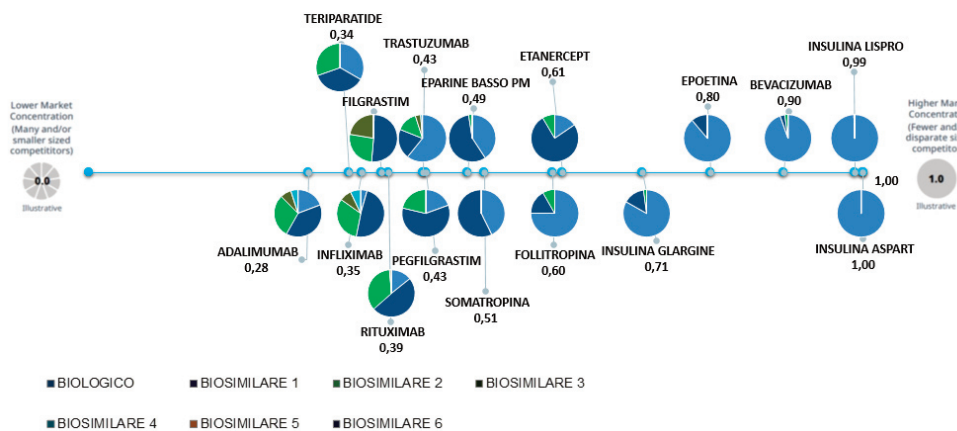 TERIPARATIDE
0,34
TRASTUZUMAB
0,43
ETANERCEPT
0,61
INSULINA LISPRO
0,99
EPARINE BASSO PM
0,49
EPOETINA
0,80
BEVACIZUMAB
0,90
FILGRASTIM
Lower Market
Concentration
(Many and/or
smaller sized
competititors)
0.0
Illustrative
Higher Mar
Concentrat
(Fewer and
disparate si
competito
1.0
Illustrative
1,00
ADALIMUMAB
0,28
INFLIXIMAB
0,35
PEGFILGRASTIM
0,43
SOMATROPINA
0,51
FOLLITROPINA
0,60
INSULINA GLARGINE
0,71
INSULINA ASPART
1,00
RITUXIMAB
0,39
BIOLOGICO
BIOSIMILARE 1
BIOSIMILARE 2
BIOSIMILARE 3
BIOSIMILARE 4
BIOSIMILARE 5
BIOSIMILARE 6